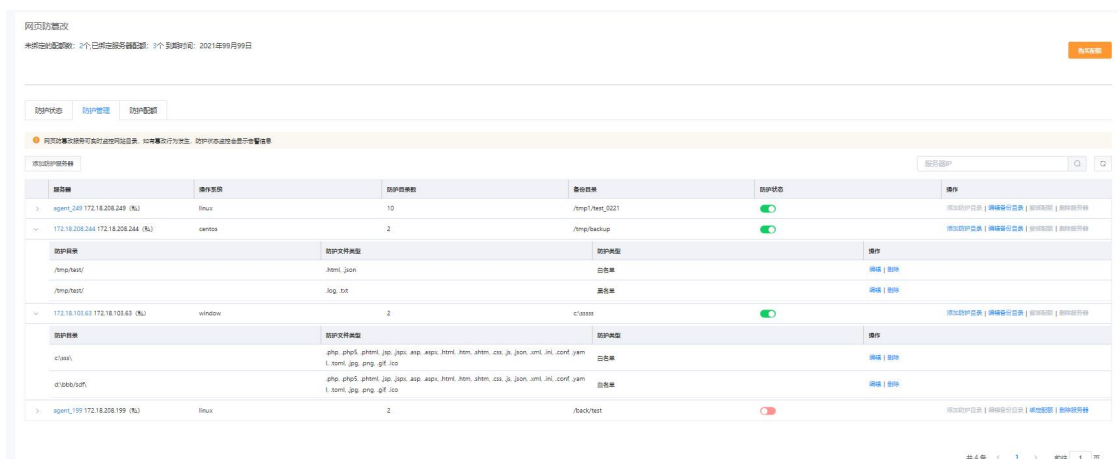 网页防篡改
未绑定的配额数：2个;已绑定服务器配额：3个 到期时间：2021年99月99日
购买配额
防护状态 防护管理 防护配额
网页防篡改服务可实时监控网站目录，如有篡改行为发生，防护状态监控会显示告警信息
添加防护服务器 服务器IP
服务器 操作系统 防护目录数 备份目录 防护状态 操作
agent_249 172.18.208.249（私） linux 10 /tmp1/test_0221 添加防护目录 | 编辑备份目录 | 解绑配额 | 删除服务器
172.18.208.244 172.18.208.244（私） centos 2 /tmp/backup 添加防护目录 | 编辑备份目录 | 解绑配额 | 删除服务器
防护目录 防护文件类型 防护类型 操作
/tmp/test/ .html, .json 白名单 编辑 | 删除
/tmp/test/ .log, .txt 黑名单 编辑 | 删除
172.18.103.63 172.18.103.63（私） window 2 c:\sssss 添加防护目录 | 编辑备份目录 | 解绑配额 | 删除服务器
防护目录 防护文件类型 防护类型 操作
c:\sss\ .php, .php5, .phtml, .jsp, .jspx, .asp, .aspx, .html, .htm, .shtm, .css, .js, .json, .xml, .ini, .conf, .yam 白名单 编辑 | 删除
l, .toml, .jpg, .png, .gif, .ico
d:\bbb/sdf\ .php, .php5, .phtml, .jsp, .jspx, .asp, .aspx, .html, .htm, .shtm, .css, .js, .json, .xml, .ini, .conf, .yam 白名单 编辑 | 删除
l, .toml, .jpg, .png, .gif, .ico
agent_199 172.18.208.199（私） linux 2 /back/test 添加防护目录 | 编辑备份目录 | 绑定配额 | 删除服务器
共 4 条 1 前往 1 页